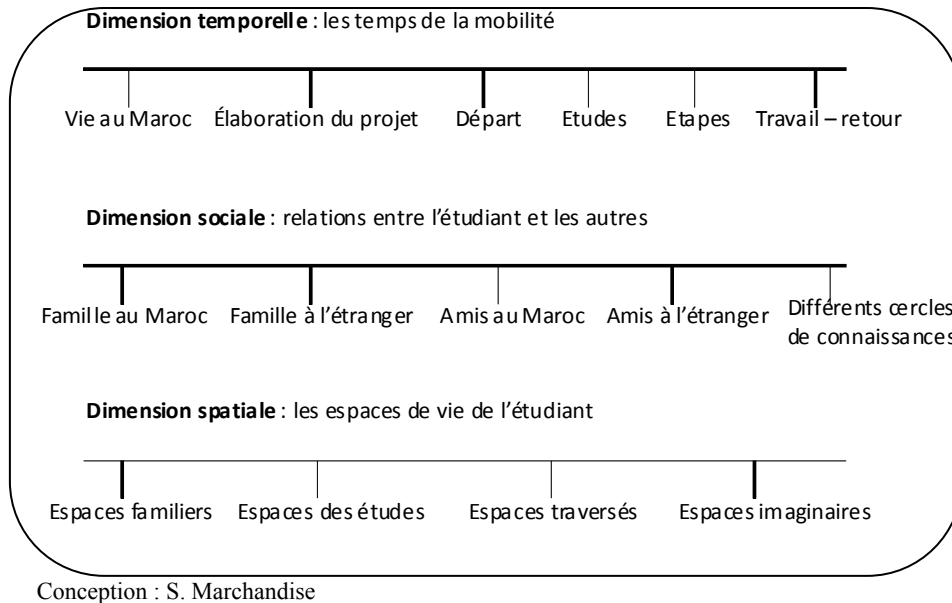 Dimension temporelle : les temps de la mobilité
Vie au Maroc Élaboration du projet Départ Etudes Etapes Travail – retour
Dimension sociale : relations entre l’étudiant et les autres
Famille au Maroc Famille à l’étranger Amis au Maroc Amis à l’étranger Différents cercles
de connaissances
Dimension spatiale : les espaces de vie de l’étudiant
Espaces familiers Espaces des études Espaces traversés Espaces imaginaires
Conception : S. Marchandise